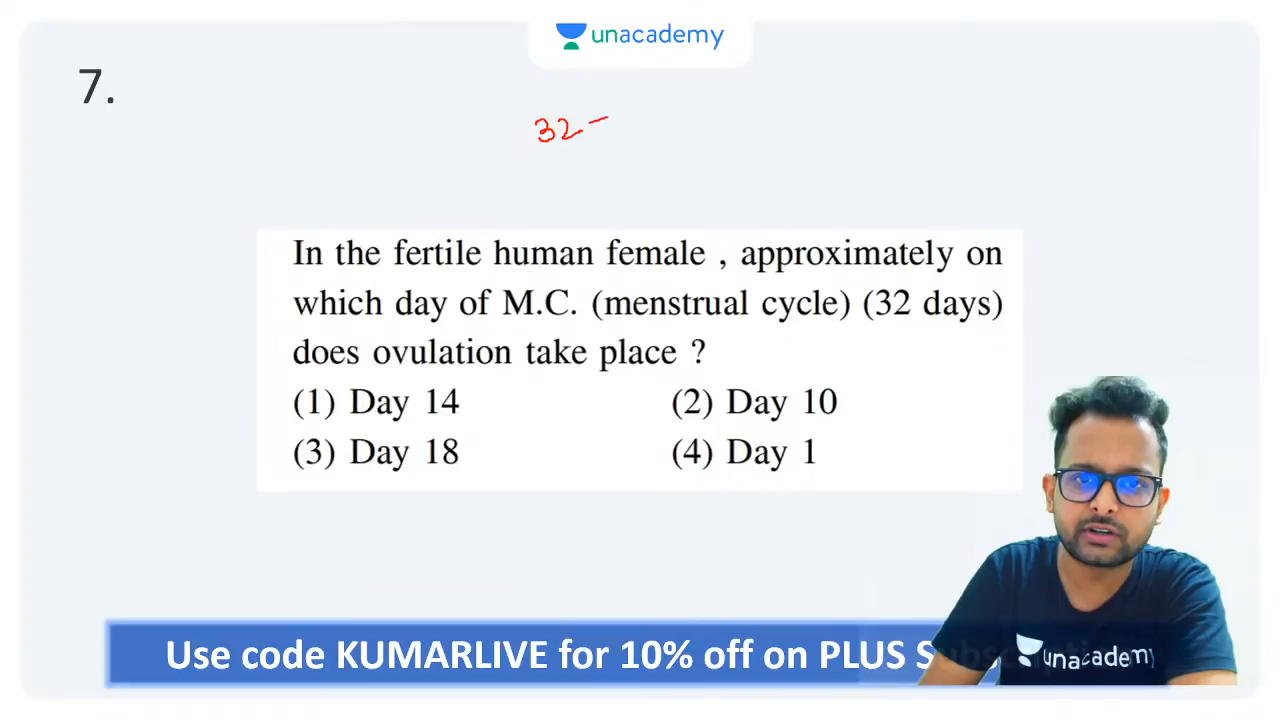 unacademy
7.
32 -
In the fertile human female , approximately on
which day of M.C. (menstrual cycle) (32 days)
does ovulation take place ?
(1) Day 14 (2) Day 10
(3) Day 18 (4) Day 1
Use code KUMARLIVE for 10% off on PLUS
unacademy